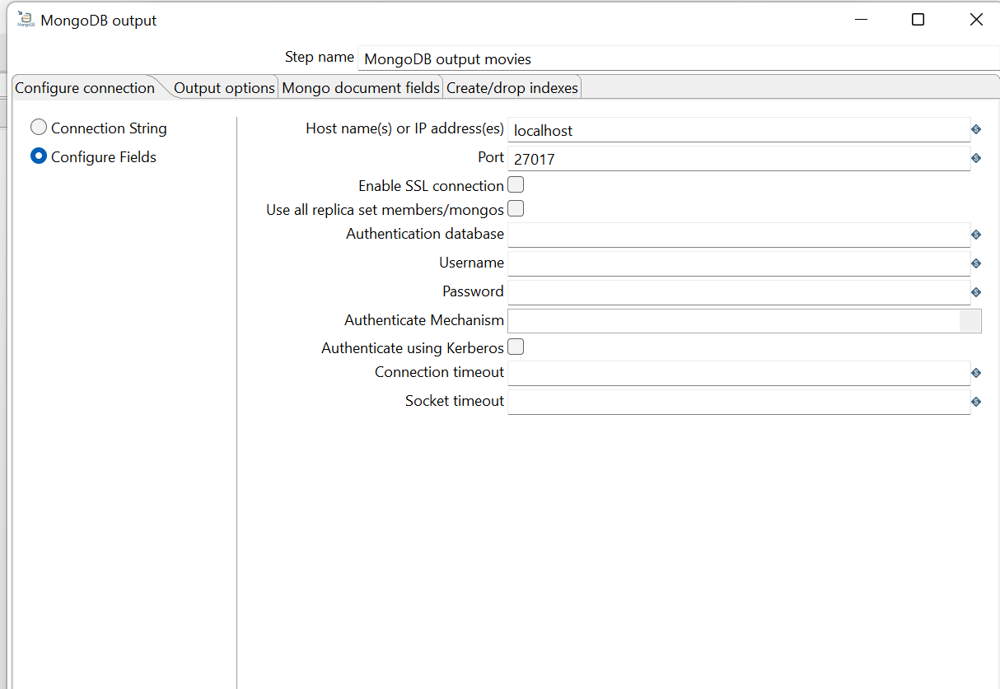 MongoDB output
Step name MongoDB output movies
Configure connection Output options Mongo document fields Create/drop indexes
Connection String
Configure Fields
Host name(s) or IP address(es) localhost
Port 27017
Enable SSL connection
Use all replica set members/mongos
Authentication database
Username
Password
Authenticate Mechanism
Authenticate using Kerberos
Connection timeout
Socket timeout